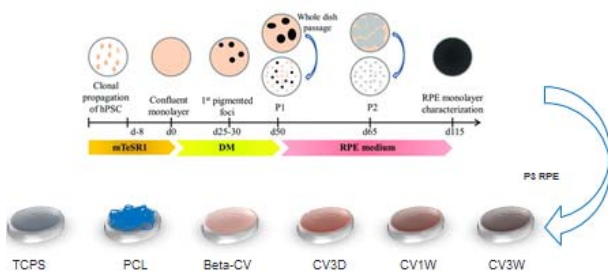 Whole dish
passage
Clonal
propagation
of hPSC
Confluent
monolayer
1st pigmented
foci
P1
P2
RPE monolayer
characterization
d-8 d0 d25-30 d50 d65 d115
mTeSR1 DM RPE medium
P3 RPE
TCPS PCL Beta-CV CV3D CV1W CV3W